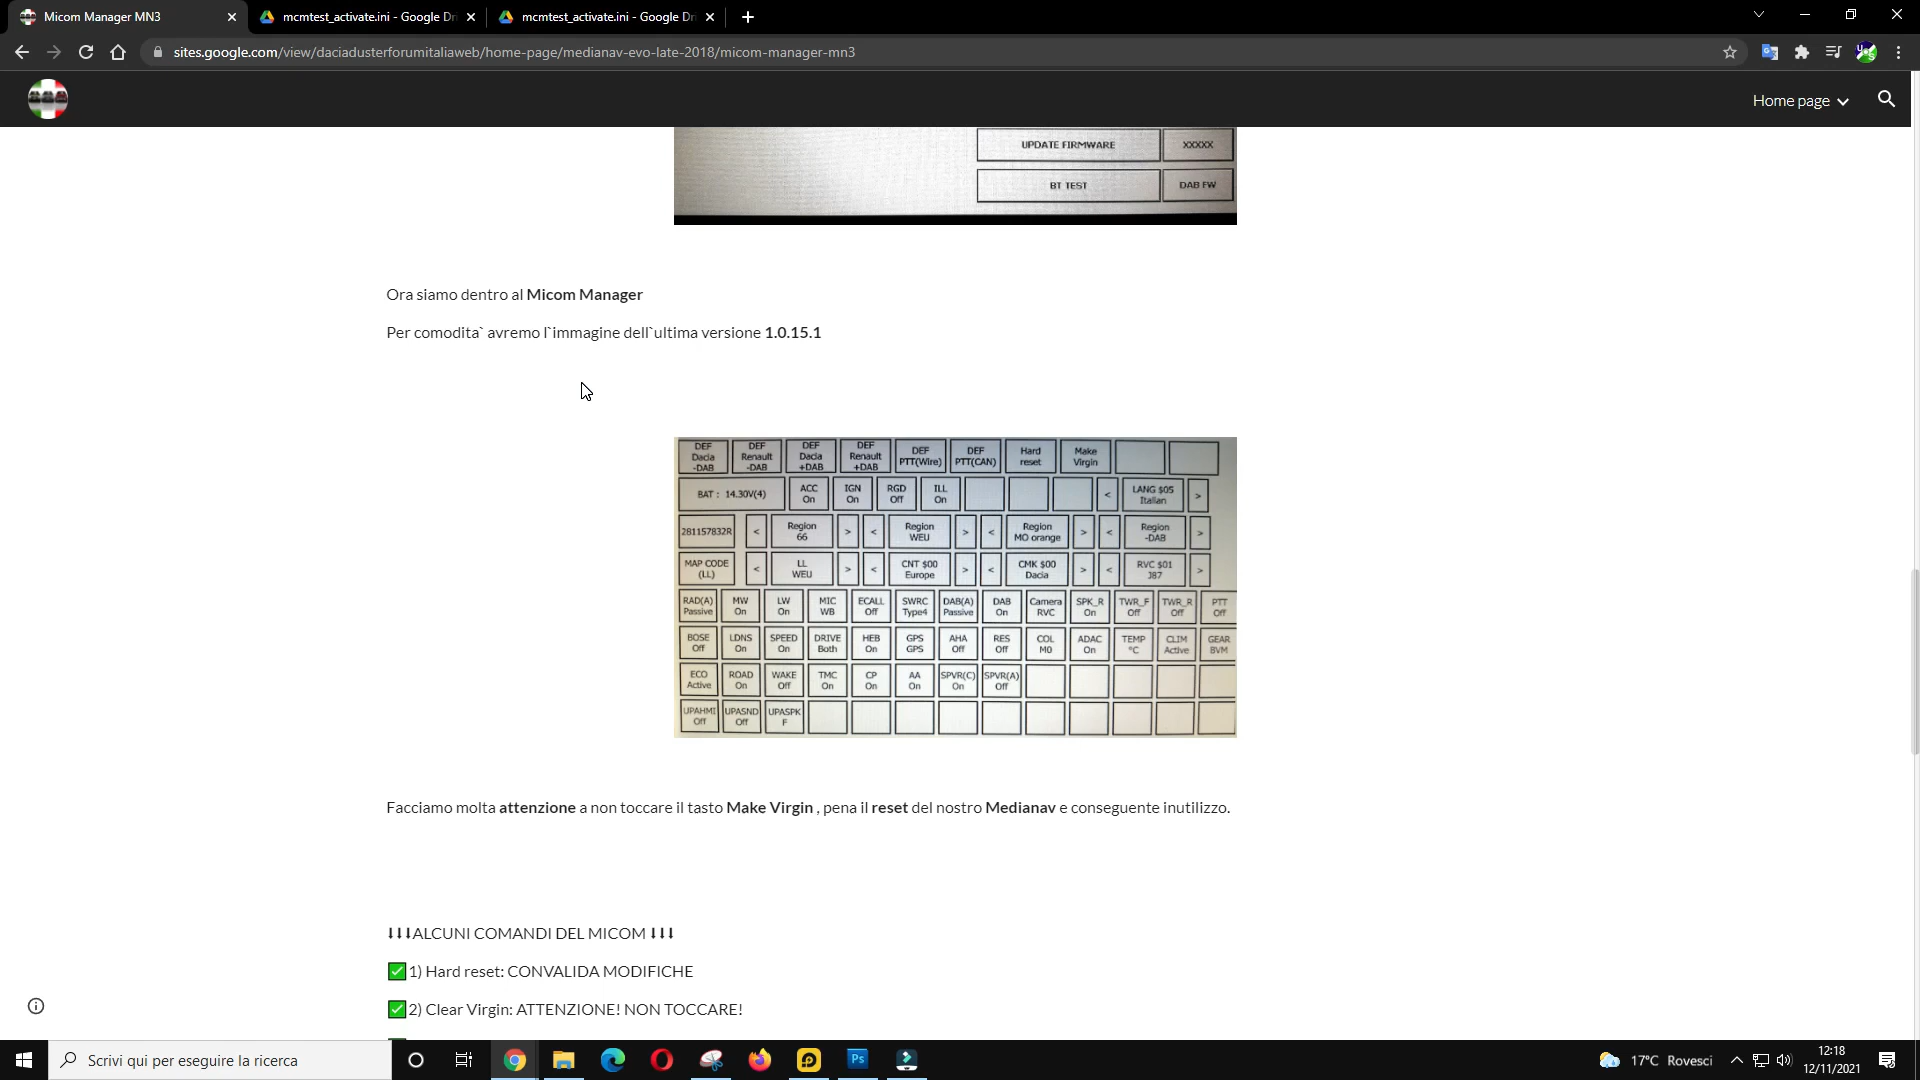 Micom Manager MN3
mcmtest_activate.ini - Google Dri
mcmtest_activate.ini - Google Dri
sites.google.com/view/daciadusterforumitaliaweb/home-page/medianav-evo-late-2018/micom-manager-mn3
Home page
UPDATE FIRMWARE XXXXX
BT TEST DAB FW
Ora siamo dentro al Micom Manager
Per comodita` avremo l`immagine dell`ultima versione 1.0.15.1
DEF Dacia -DAB DEF Renault -DAB DEF Dacia +DAB DEF Renault +DAB DEF PTT(Wire) DEF PTT(CAN) Hard reset Make Virgin
BAT : 14.30V(4) ACC On IGN On RGD Off ILL On < LANG $05 Italian >
281157832R < Region 66 > < Region WEU > < Region MO orange > < Region -DAB >
MAP CODE (LL) < LL WEU > < CNT $00 Europe > < CMK $00 Dacia > < RVC $01 J87 >
RAD(A) Passive MW On LW On MIC WB ECALL Off SWRC Type4 DAB(A) Passive DAB On Camera RVC SPK_R On TWR_F Off TWR_R Off PTT Off
BOSE Off LDNS On SPEED On DRIVE Both HEB On GPS GPS AHA Off RES Off COL M0 ADAC On TEMP °C CLIM Active GEAR BVM
ECO Active ROAD On WAKE Off TMC On CP On AA On SPVR(C) On SPVR(A) Off
UPAHMI Off UPASND Off UPASPK F
Facciamo molta attenzione a non toccare il tasto Make Virgin , pena il reset del nostro Medianav e conseguente inutilizzo.
⭣⭣⭣ALCUNI COMANDI DEL MICOM ⭣⭣⭣
✅1) Hard reset: CONVALIDA MODIFICHE
✅2) Clear Virgin: ATTENZIONE! NON TOCCARE!
Scrivi qui per eseguire la ricerca
Ps
17°C Rovesci
12:18
12/11/2021